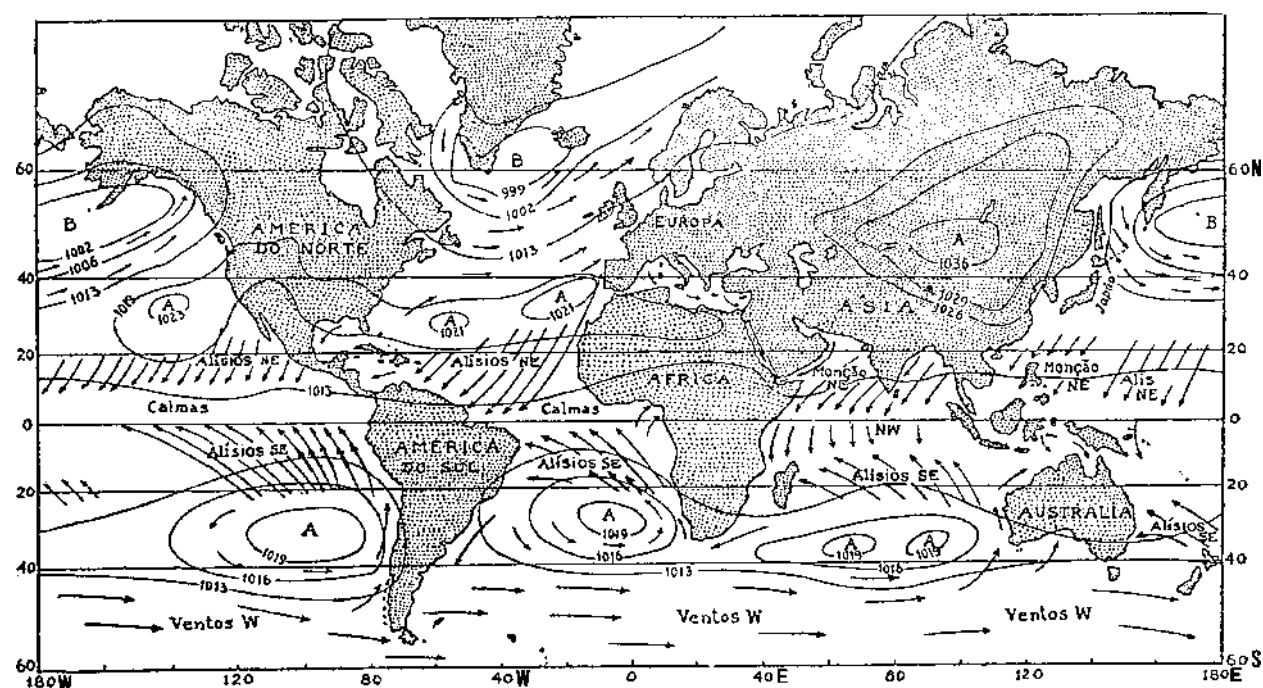 60
60N
B
999
1002
B
1002
1006
1013
AMÉRICA
DO NORTE
1013
EUROPA
A
1036
B
40
40
A
1023
A
1021
A
1021
1029
1026
ÁSIA
Japão
20
20
Alísios NE
Alísios NE
ÁFRICA
Monção
NE
Monção
NE
Alís
NE
1013
Calmas
Calmas
0
0
0
NW
Alísios SE
AMÉRICA
DO SUL
Alísios SE
Alísios SE
20
20
A
A
AUSTRALIA
Alísios
SE
1019
1019
A
1019
A
1019
1016
1016
1016
40
40
1013
1013
Ventos W
Ventos W
Ventos W
60
60S
180W
120
80
40W
0
40E
80
120
180E